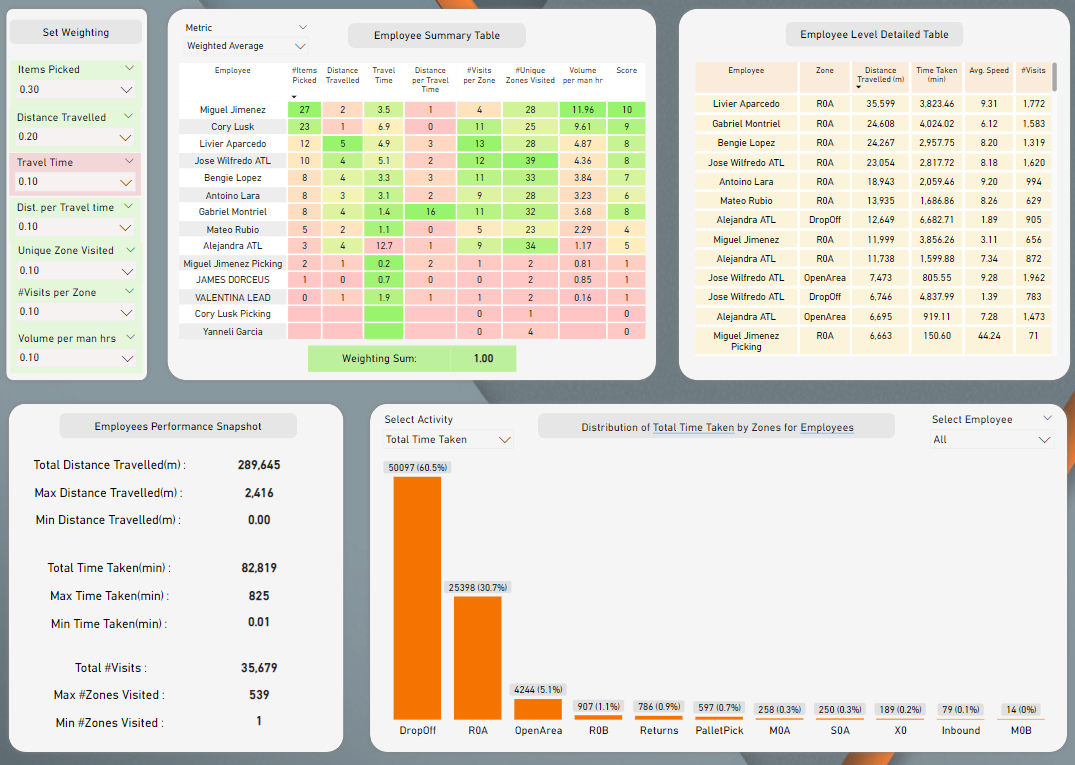 Set Weighting
Items Picked
0.30
Distance Travelled
0.20
Travel Time
0.10
Dist. per Travel time
0.10
Unique Zone Visited
0.10
#Visits per Zone
0.10
Volume per man hrs
0.10
Metric
Weighted Average
Employee Summary Table
Employee #Items Picked Distance Travelled Travel Time Distance per Travel Time #Visits per Zone #Unique Zones Visited Volume per man hr Score
Miguel Jimenez 27 2 3.5 1 4 28 11.96 10
Cory Lusk 23 1 6.9 0 11 25 9.61 9
Livier Aparcedo 12 5 4.9 3 13 28 4.87 8
Jose Wilfredo ATL 10 4 5.1 2 12 39 4.36 8
Bengie Lopez 8 4 3.3 3 11 33 3.84 7
Antoino Lara 8 3 3.1 2 9 28 3.23 6
Gabriel Montriel 8 4 1.4 16 11 32 3.68 8
Mateo Rubio 5 2 1.1 0 5 23 2.29 4
Alejandra ATL 3 4 12.7 1 9 34 1.17 5
Miguel Jimenez Picking 2 1 0.2 2 1 2 0.81 1
JAMES DORCEUS 1 0 0.7 0 0 2 0.85 1
VALENTINA LEAD 0 1 1.9 1 1 2 0.16 1
Cory Lusk Picking 0 1 0
Yanneli Garcia 0 4 0
Weighting Sum: 1.00
Employee Level Detailed Table
Employee Zone Distance Travelled (m) Time Taken (min) Avg. Speed #Visits
Livier Aparcedo R0A 35,599 3,823.46 9.31 1,772
Gabriel Montriel R0A 24,608 4,024.02 6.12 1,583
Bengie Lopez R0A 24,267 2,957.75 8.20 1,319
Jose Wilfredo ATL R0A 23,054 2,817.72 8.18 1,620
Antoino Lara R0A 18,943 2,059.46 9.20 994
Mateo Rubio R0A 13,935 1,686.86 8.26 629
Alejandra ATL DropOff 12,649 6,682.71 1.89 905
Miguel Jimenez R0A 11,999 3,856.26 3.11 656
Alejandra ATL R0A 11,738 1,599.88 7.34 872
Jose Wilfredo ATL OpenArea 7,473 805.55 9.28 1,962
Jose Wilfredo ATL DropOff 6,746 4,837.99 1.39 783
Alejandra ATL OpenArea 6,695 919.11 7.28 1,473
Miguel Jimenez Picking R0A 6,663 150.60 44.24 71
Employees Performance Snapshot
Total Distance Travelled(m) : 289,645
Max Distance Travelled(m) : 2,416
Min Distance Travelled(m) : 0.00
Total Time Taken(min) : 82,819
Max Time Taken(min) : 825
Min Time Taken(min) : 0.01
Total #Visits : 35,679
Max #Zones Visited : 539
Min #Zones Visited : 1
Select Activity
Total Time Taken
Distribution of Total Time Taken by Zones for Employees
Select Employee
All
50097 (60.5%)
25398 (30.7%)
4244 (5.1%)
907 (1.1%)
786 (0.9%)
597 (0.7%)
258 (0.3%)
250 (0.3%)
189 (0.2%)
79 (0.1%)
14 (0%)
DropOff R0A OpenArea R0B Returns PalletPick M0A S0A X0 Inbound M0B